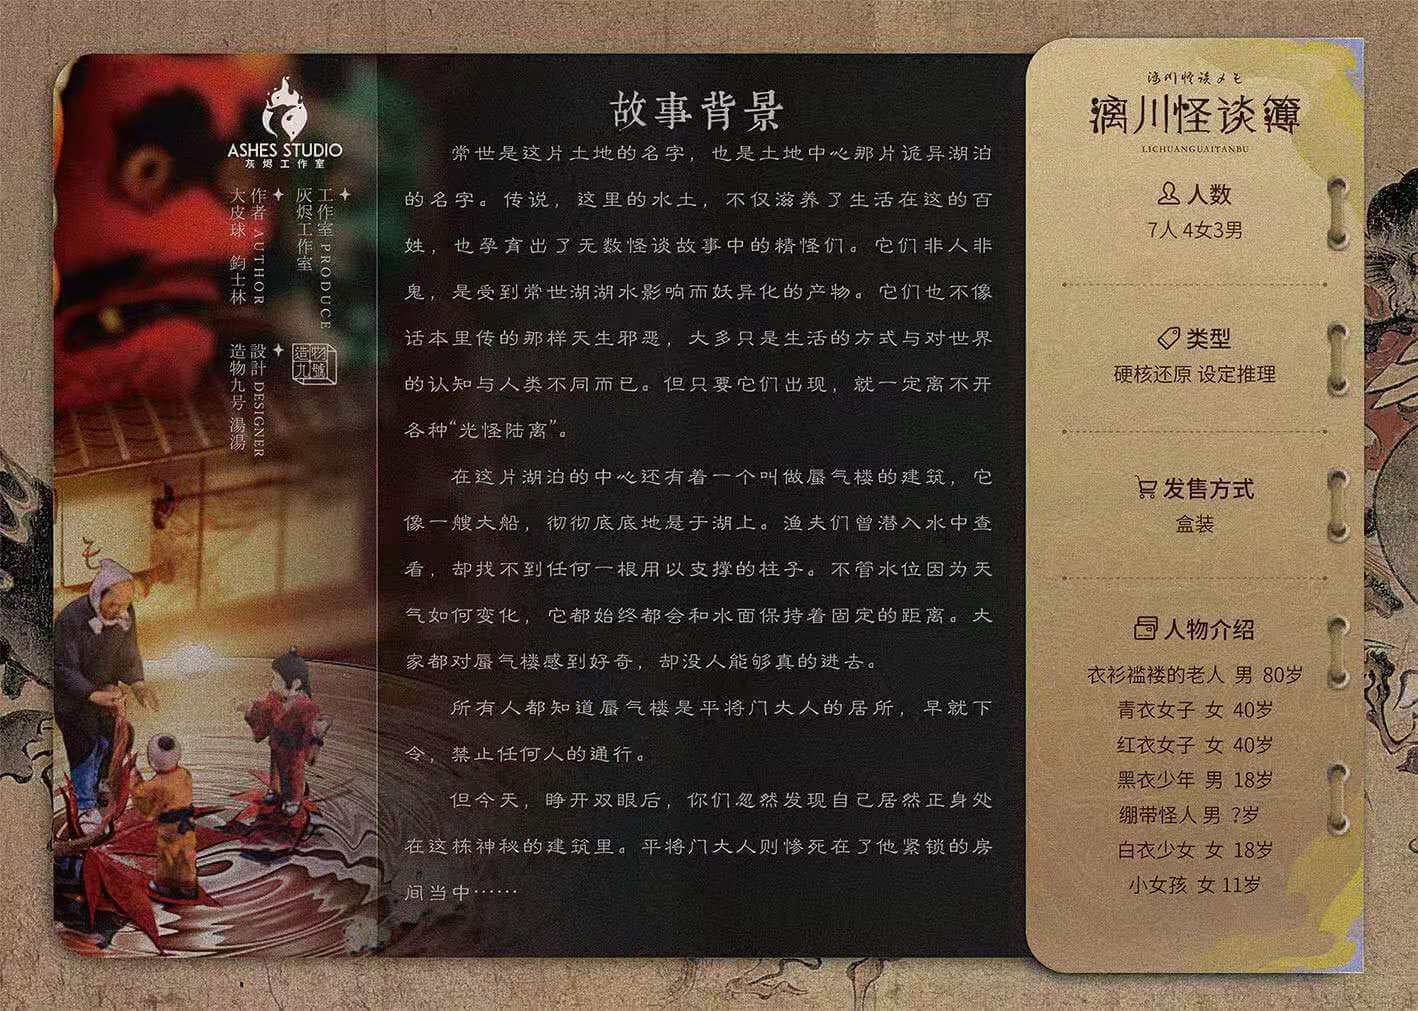 ASHES STUDIO
灰烬工作室
工作室 PRODUCE
灰烬工作室
作者 AUTHOR
大皮球 鈞士林
造物
九號
設計 DESIGNER
造物九号 湯湯
故事背景
常世是这片土地的名字，也是土地中心那片诡异湖泊
的名字。传说，这里的水土，不仅滋养了生活在这的百
姓，也孕育出了无数怪谈故事中的精怪们。它们非人非
鬼，是受到常世湖湖水影响而妖异化的产物。它们也不像
话本里传的那样天生邪恶，大多只是生活的方式与对世界
的认知与人类不同而已。但只要它们出现，就一定离不开
各种“光怪陆离”。
在这片湖泊的中心还有着一个叫做蜃气楼的建筑，它
像一艘大船，彻彻底底地悬于湖上。渔夫们曾潜入水中查
看，却找不到任何一根用以支撑的柱子。不管水位因为天
气如何变化，它都始终都会和水面保持着固定的距离。大
家都对蜃气楼感到好奇，却没人能够真的进去。
所有人都知道蜃气楼是平将门大人的居所，早就下
令，禁止任何人的通行。
但今天，睁开双眼后，你们忽然发现自己居然正身处
在这栋神秘的建筑里。平将门大人则惨死在了他紧锁的房
间当中……
漓川怪谈メモ
漓川怪谈簿
LICHUANGUAITANBU
人数
7人 4女3男
类型
硬核还原 设定推理
发售方式
盒装
人物介绍
衣衫褴褛的老人 男 80岁
青衣女子 女 40岁
红衣女子 女 40岁
黑衣少年 男 18岁
绷带怪人 男 ?岁
白衣少女 女 18岁
小女孩 女 11岁